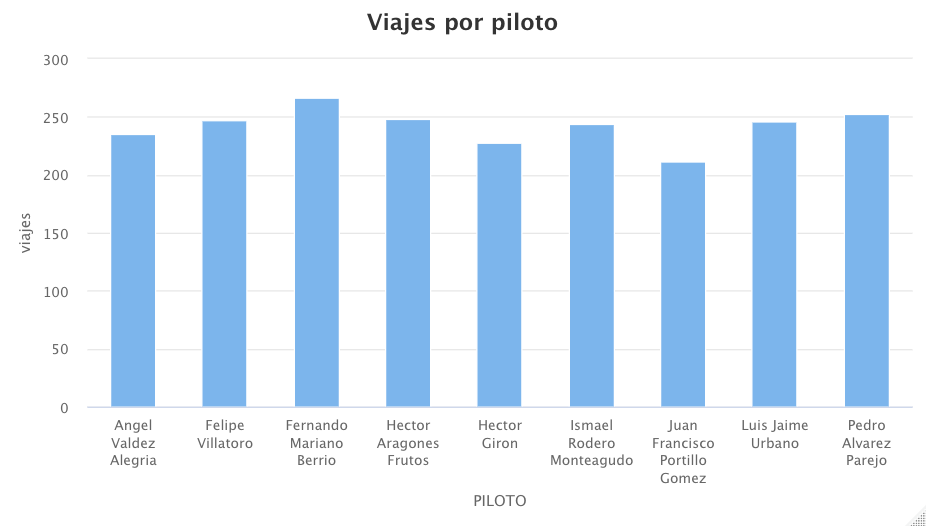 Viajes por piloto
300
250
200
150
100
50
0
viajes
Angel
Valdez
Alegria
Felipe
Villatoro
Fernando
Mariano
Berrio
Hector
Aragones
Frutos
Hector
Giron
Ismael
Rodero
Monteagudo
Juan
Francisco
Portillo
Gomez
Luis Jaime
Urbano
Pedro
Alvarez
Parejo
PILOTO